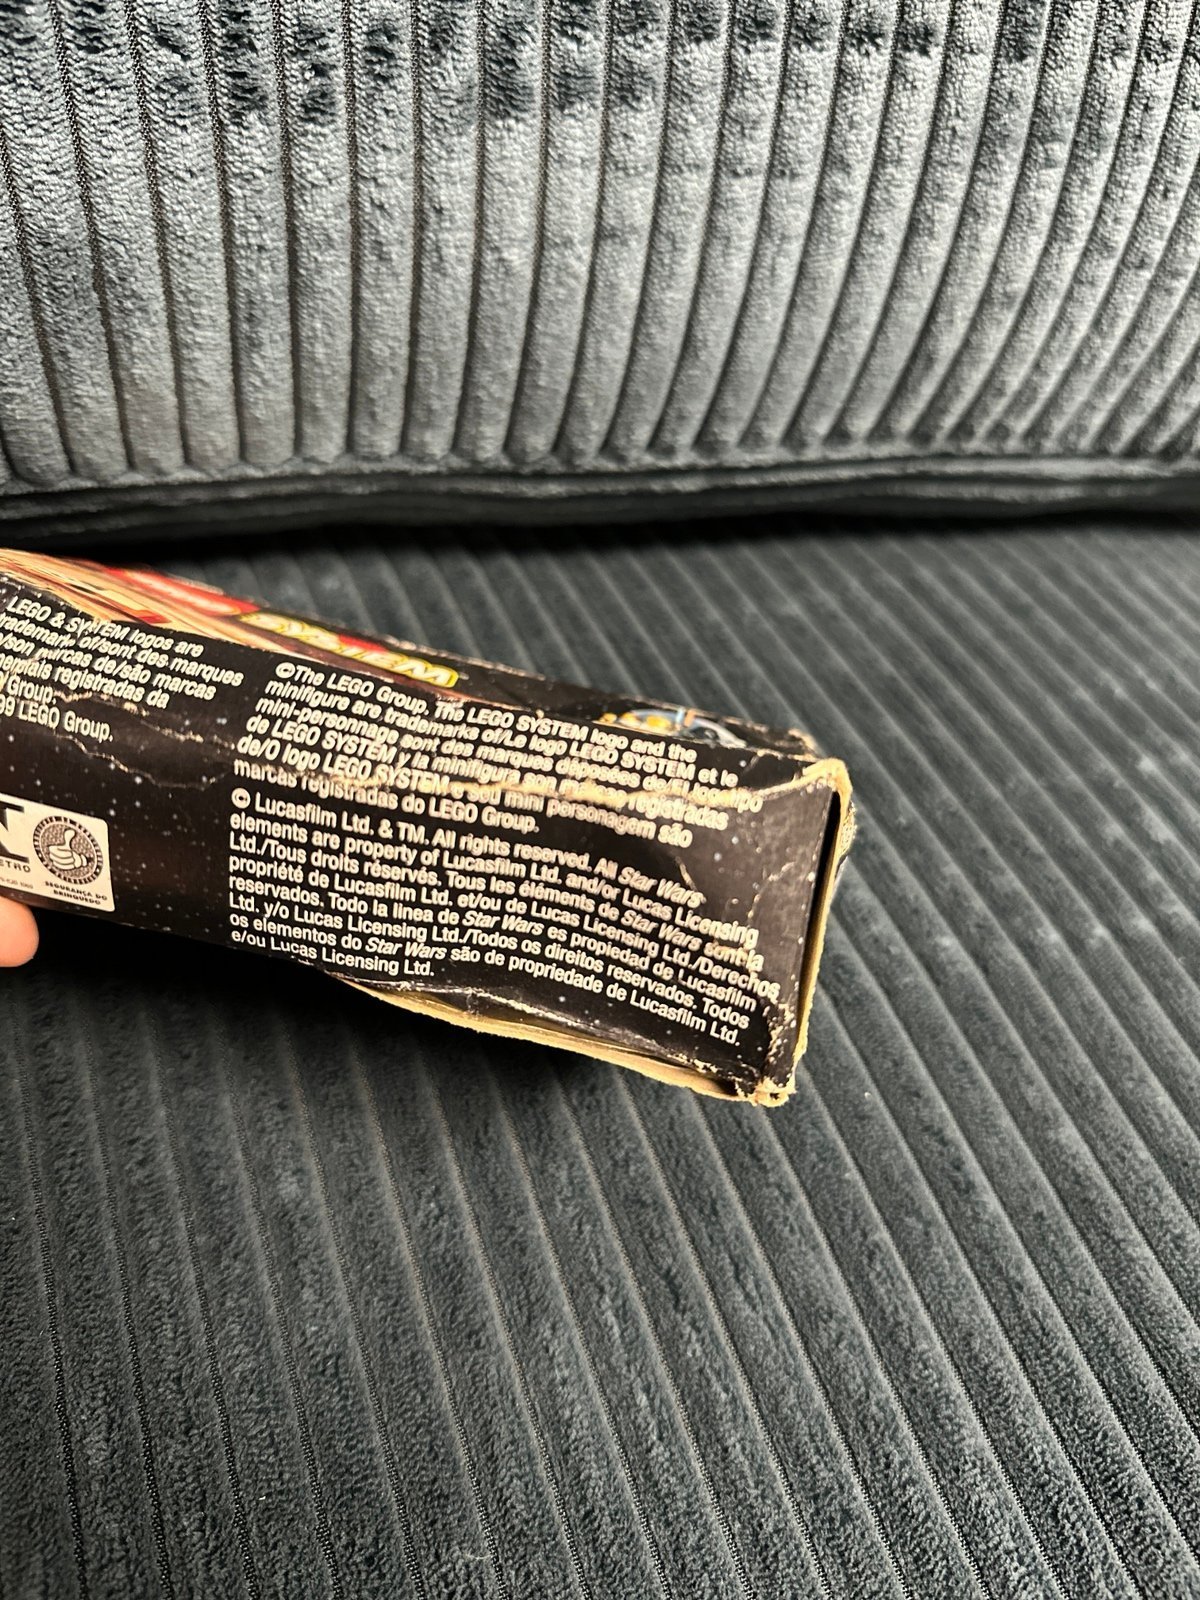 LEGO & SYSTEM logos are
trademark of/sont des marques
/son marcas de/são marcas
registradas da
Group.
99 LEGO Group.
SYSTEM
©The LEGO Group. The LEGO SYSTEM logo and the
minifigure are trademarks of/Le logo LEGO SYSTEM et le
mini-personnage sont des marques déposées de/El logotipo
de LEGO SYSTEM y la minifigura son marcas registradas
de/O logo LEGO SYSTEM e seu mini personagem são
marcas registradas do LEGO Group.
© Lucasfilm Ltd. & TM. All rights reserved. All Star Wars
elements are property of Lucasfilm Ltd. and/or Lucas Licensing
Ltd./Tous droits réservés. Tous les éléments de Star Wars sont la
propriété de Lucasfilm Ltd. et/ou de Lucas Licensing Ltd./Derechos
reservados. Todo la linea de Star Wars es propiedad de Lucasfilm
Ltd. y/o Lucas Licensing Ltd./Todos os direitos reservados. Todos
os elementos do Star Wars são de propriedade de Lucasfilm Ltd.
e/ou Lucas Licensing Ltd.
SEGURANÇA DO
BRINQUEDO